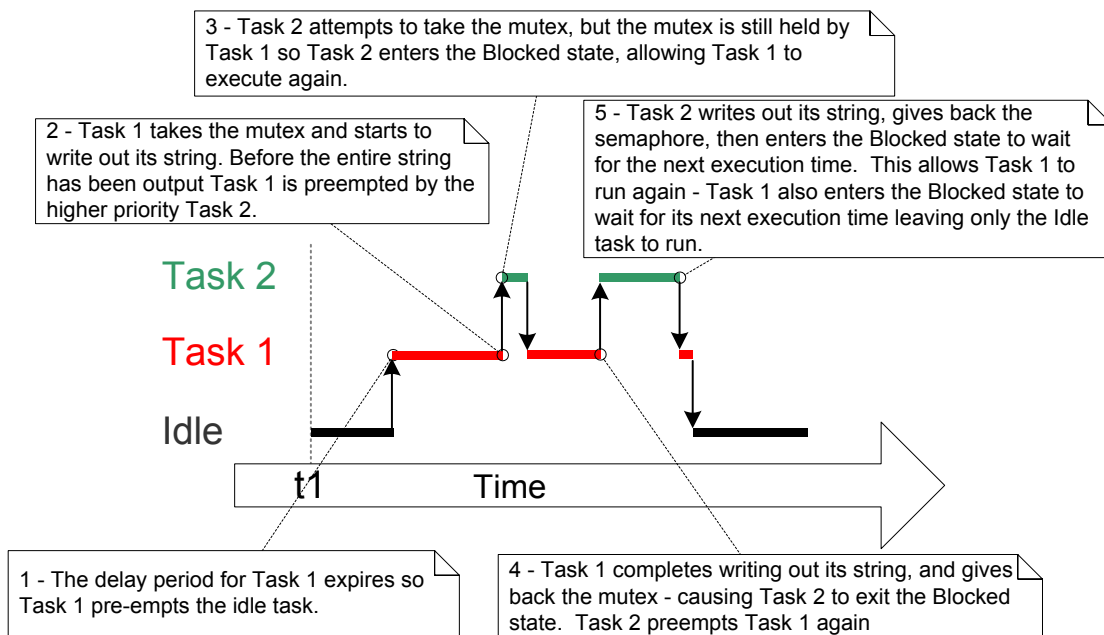 3 - Task 2 attempts to take the mutex, but the mutex is still held by
Task 1 so Task 2 enters the Blocked state, allowing Task 1 to
execute again.
2 - Task 1 takes the mutex and starts to
write out its string. Before the entire string
has been output Task 1 is preempted by the
higher priority Task 2.
5 - Task 2 writes out its string, gives back the
semaphore, then enters the Blocked state to wait
for the next execution time.  This allows Task 1 to
run again - Task 1 also enters the Blocked state to
wait for its next execution time leaving only the Idle
task to run.
Task 2
Task 1
Idle
t1
Time
1 - The delay period for Task 1 expires so
Task 1 pre-empts the idle task.
4 - Task 1 completes writing out its string, and gives
back the mutex - causing Task 2 to exit the Blocked
state.  Task 2 preempts Task 1 again